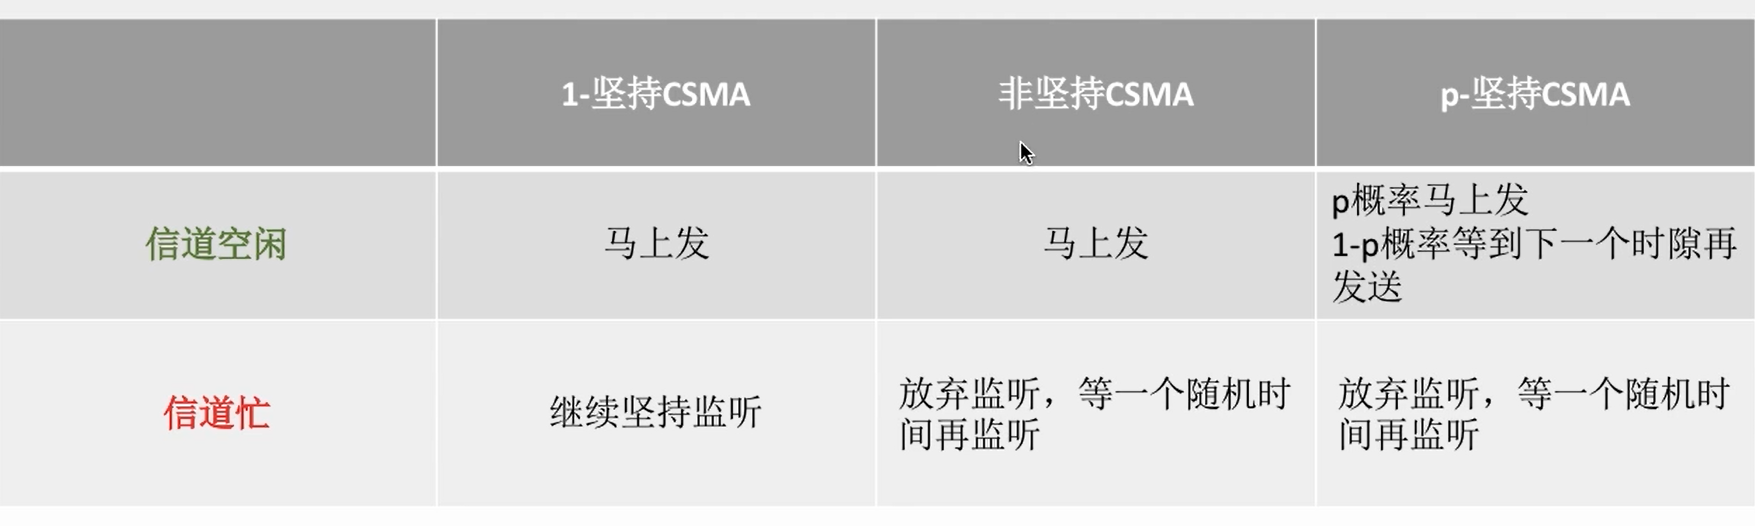 1-坚持CSMA
非坚持CSMA
p-坚持CSMA
信道空闲
马上发
马上发
p概率马上发
1-p概率等到下一个时隙再
发送
信道忙
继续坚持监听
放弃监听，等一个随机时
间再监听
放弃监听，等一个随机时
间再监听